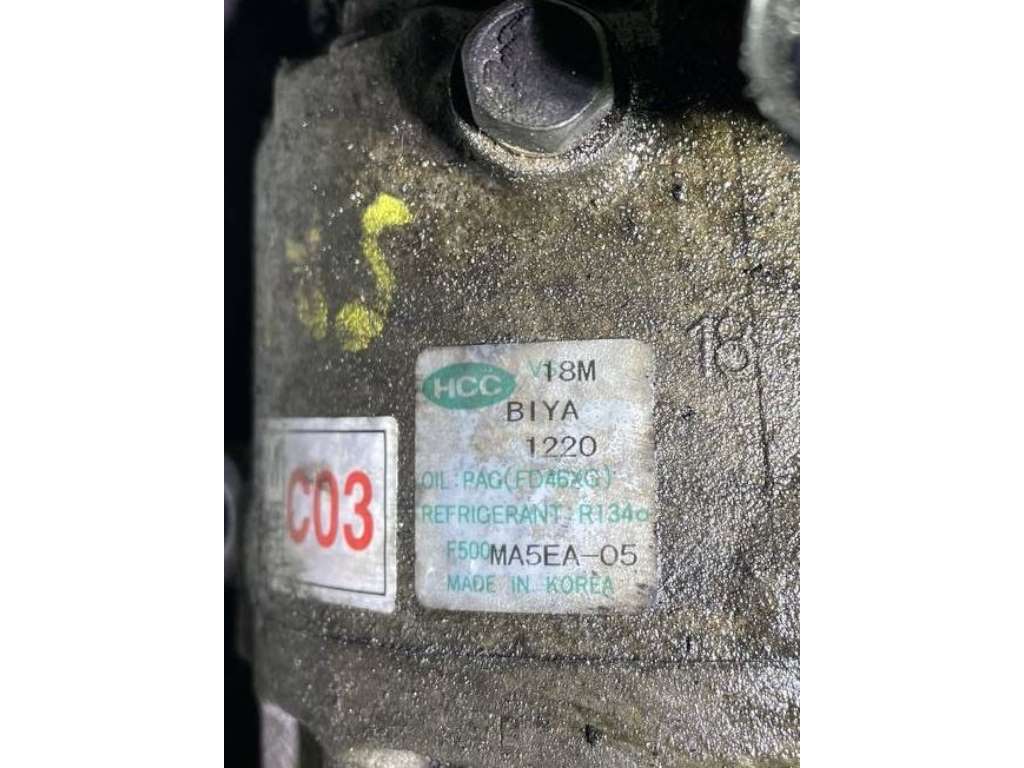 18
HCC V18M
BIYA
1220
OIL:PAG(FD46XG)
REFRIGERANT:R134a
F500MA5EA-05
MADE IN KOREA
C03